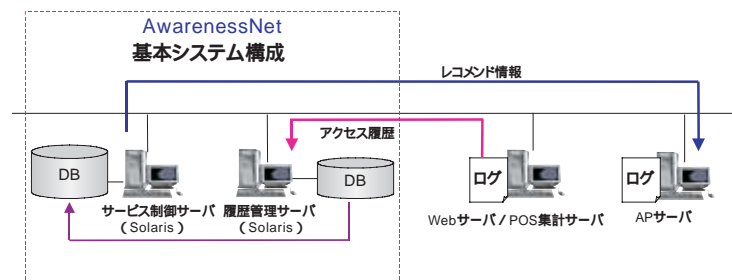 AwarenessNet
基本システム構成
レコメンド情報
アクセス履歴
DB
DB
ログ
ログ
サービス制御サーバ
（Solaris）
履歴管理サーバ
（Solaris）
Webサーバ / POS集計サーバ
APサーバ